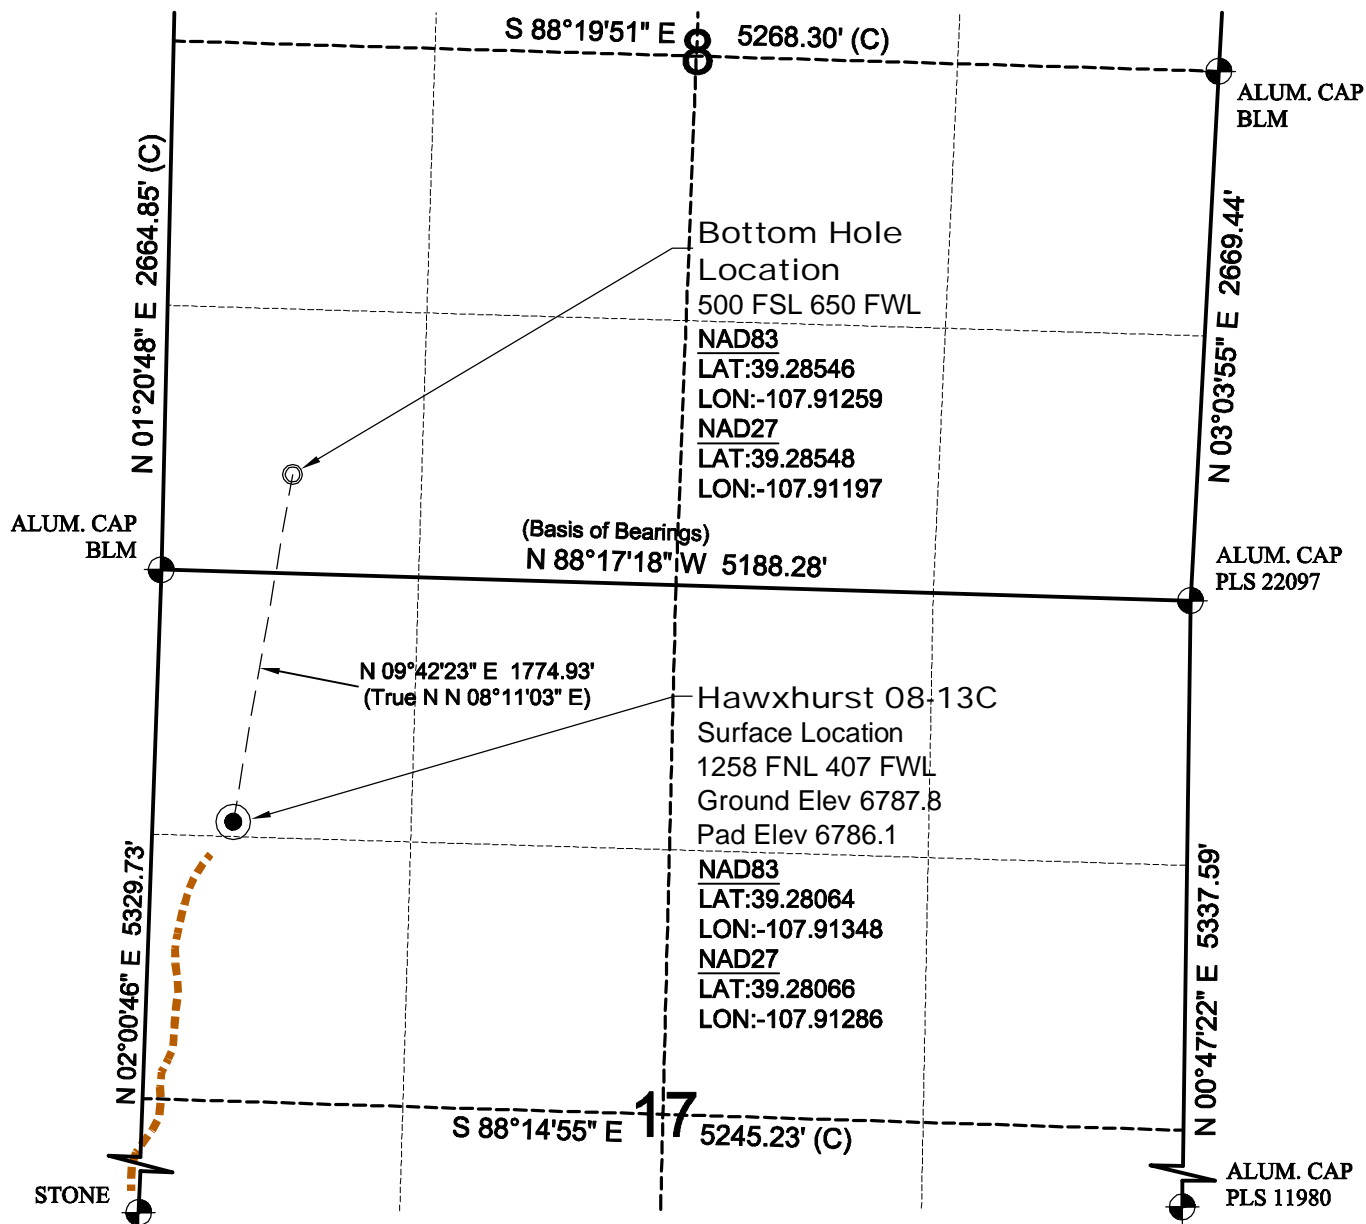 S 88°19'51" E 8 5268.30' (C)
ALUM. CAP
BLM
N 01°20'48" E 2664.85' (C)
N 03°03'55" E 2669.44'
Bottom Hole
Location
500 FSL 650 FWL
NAD83
LAT:39.28546
LON:-107.91259
NAD27
LAT:39.28548
LON:-107.91197
ALUM. CAP
BLM
(Basis of Bearings)
N 88°17'18" W 5188.28'
ALUM. CAP
PLS 22097
N 09°42'23" E 1774.93'
(True N N 08°11'03" E)
Hawxhurst 08-13C
Surface Location
1258 FNL 407 FWL
Ground Elev 6787.8
Pad Elev 6786.1
NAD83
LAT:39.28064
LON:-107.91348
NAD27
LAT:39.28066
LON:-107.91286
N 02°00'46" E 5329.73'
N 00°47'22" E 5337.59'
S 88°14'55" E 17 5245.23' (C)
STONE
ALUM. CAP
PLS 11980